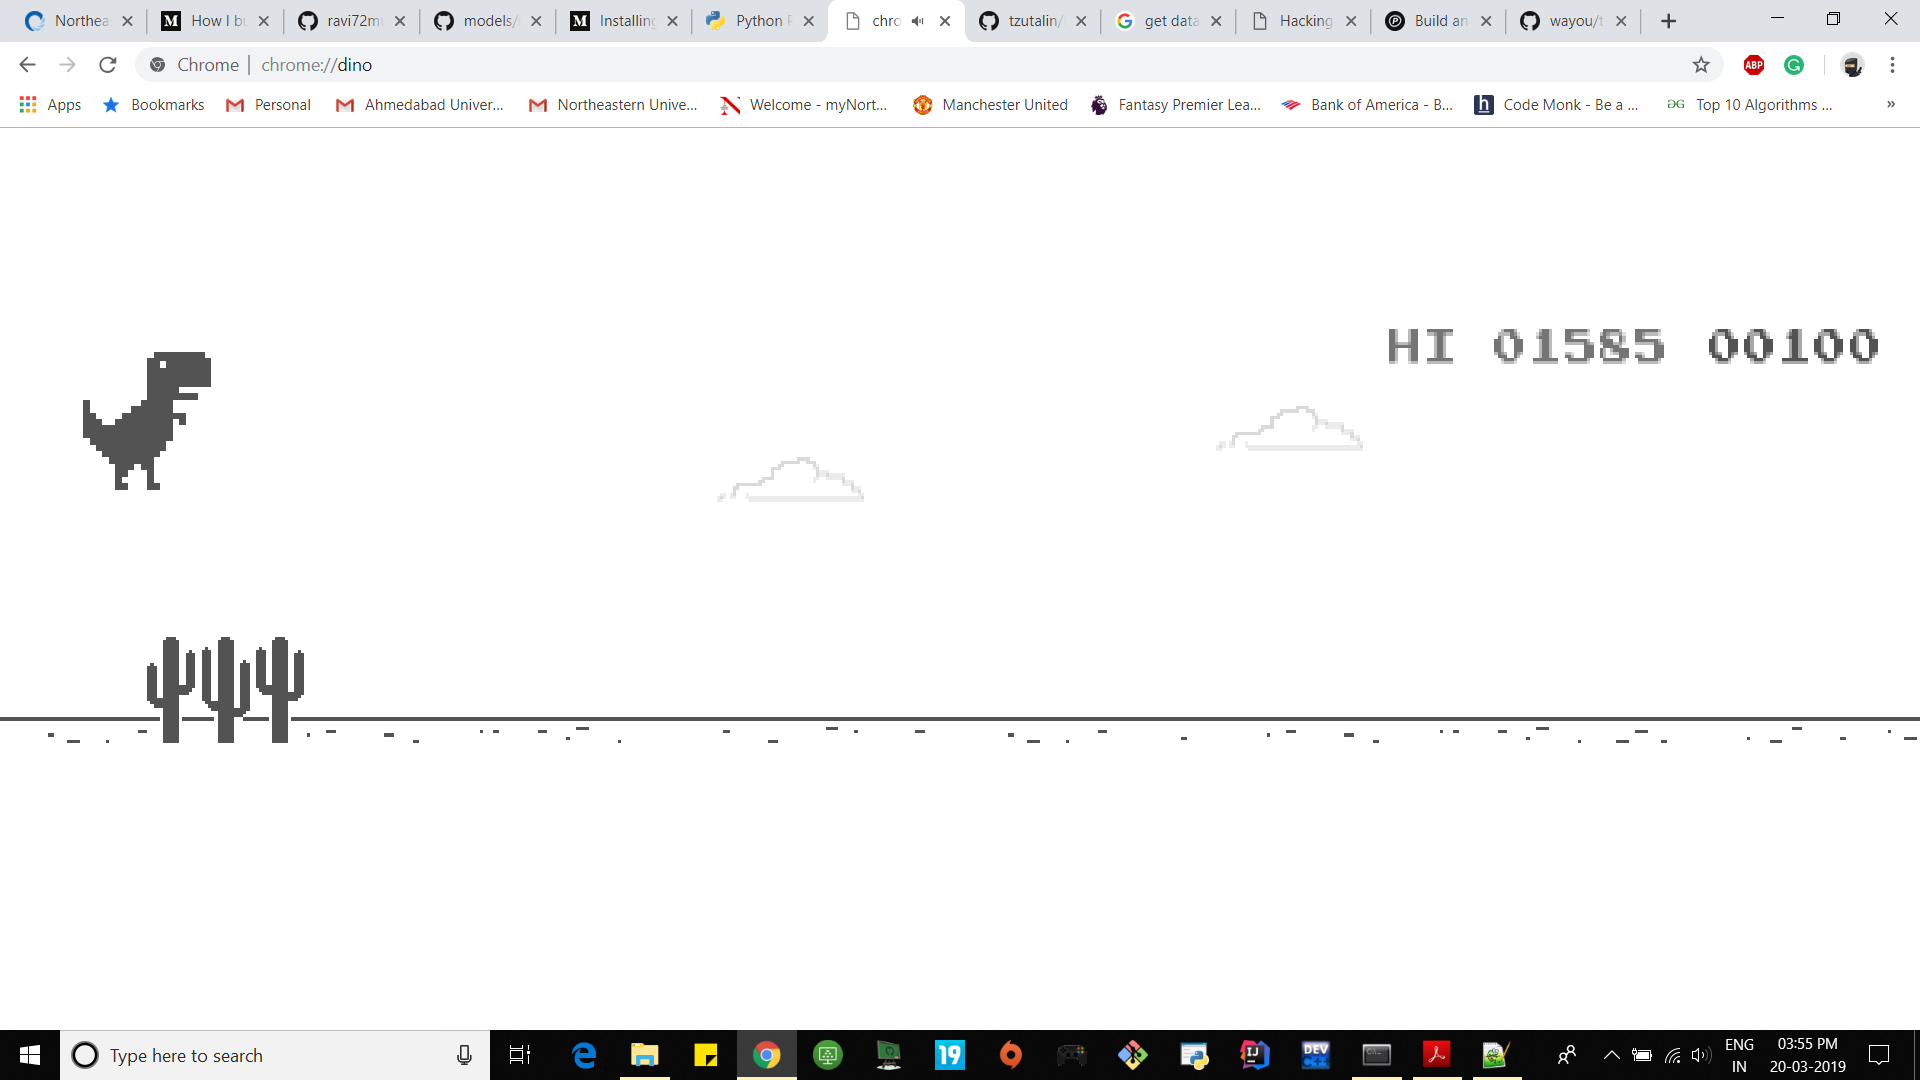 Northea How I bu ravi72m models/ Installing Python chro tzutalin/ get data Hacking Build an wayou/t
Chrome | chrome://dino
ABP
Apps Bookmarks Personal Ahmedabad Univer... Northeastern Unive... Welcome - myNort... Manchester United Fantasy Premier Lea... Bank of America - B... Code Monk - Be a ... Top 10 Algorithms ... »
HI 01585 00100
Type here to search
19
IJ
DEV
ENG
IN
03:55 PM
20-03-2019